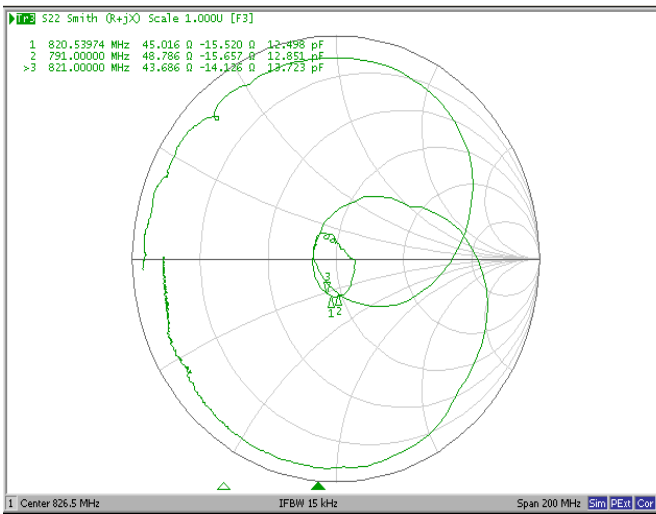 Tr3 S22 Smith (R+jX) Scale 1.000U [F3]
1 820.53974 MHz 45.016 Ω -15.520 Ω 12.498 pF
2 791.00000 MHz 48.786 Ω -15.657 Ω 12.851 pF
>3 821.00000 MHz 43.686 Ω -14.126 Ω 13.723 pF
3
1 2
1 Center 826.5 MHz IFBW 15 kHz Span 200 MHz Sim PExt Cor